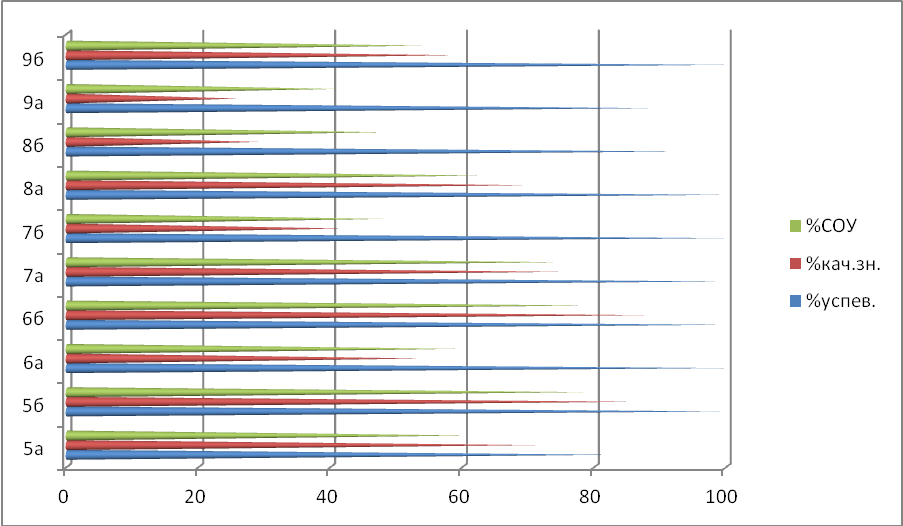 9б
9а
8б
8а
7б
7а
6б
6а
5б
5а
0 20 40 60 80 100
%СОУ
%кач.зн.
%успев.